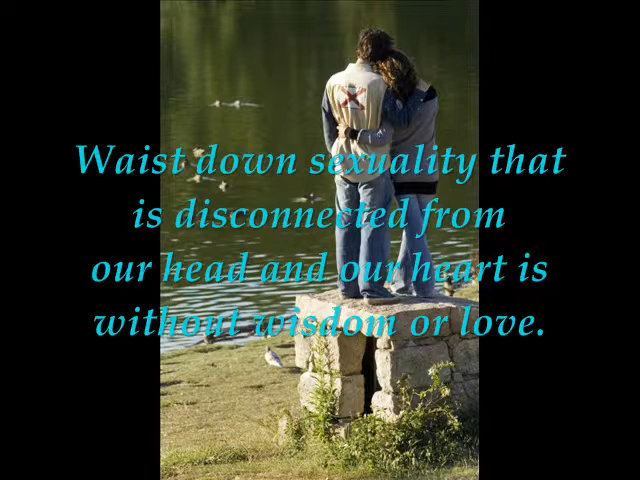 Waist down sexuality that
is disconnected from
our head and our heart is
without wisdom or love.